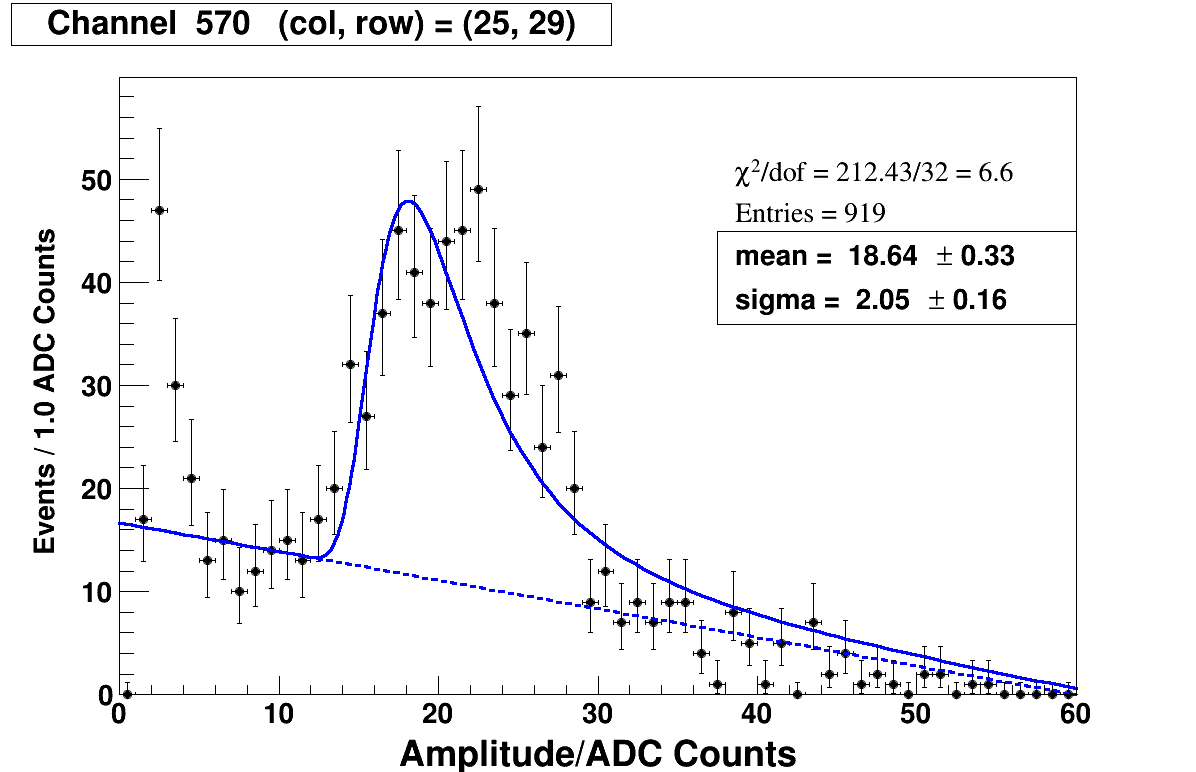 Channel 570 (col, row) = (25, 29)
χ²/dof = 212.43/32 = 6.6
Entries = 919
mean = 18.64 ± 0.33
sigma = 2.05 ± 0.16
Events / 1.0 ADC Counts
50
40
30
20
10
0
0 10 20 30 40 50 60
Amplitude/ADC Counts